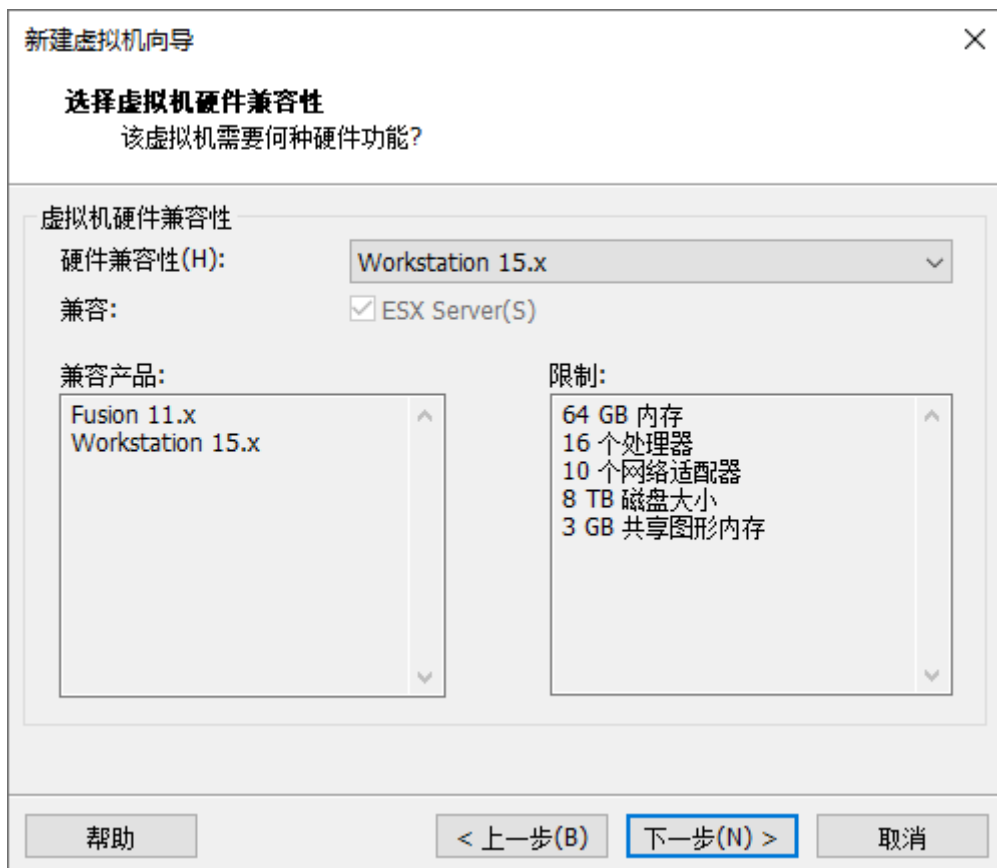 新建虚拟机向导
选择虚拟机硬件兼容性
该虚拟机需要何种硬件功能?
虚拟机硬件兼容性
硬件兼容性(H): Workstation 15.x
兼容: ESX Server(S)
兼容产品:
Fusion 11.x
Workstation 15.x
限制:
64 GB 内存
16 个处理器
10 个网络适配器
8 TB 磁盘大小
3 GB 共享图形内存
帮助 < 上一步(B) 下一步(N) > 取消